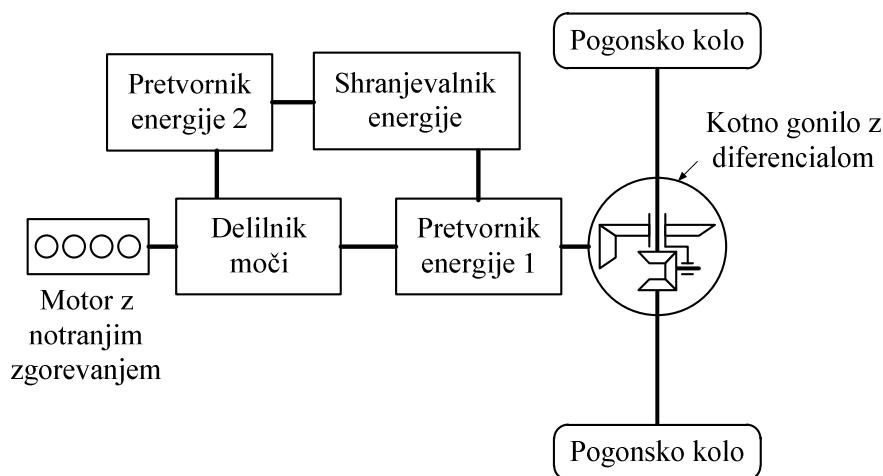 Pogonsko kolo
Pretvornik
energije 2
Shranjevalnik
energije
Kotno gonilo z
diferencialom
Delilnik
moči
Pretvornik
energije 1
Motor z
notranjim
zgorevanjem
Pogonsko kolo